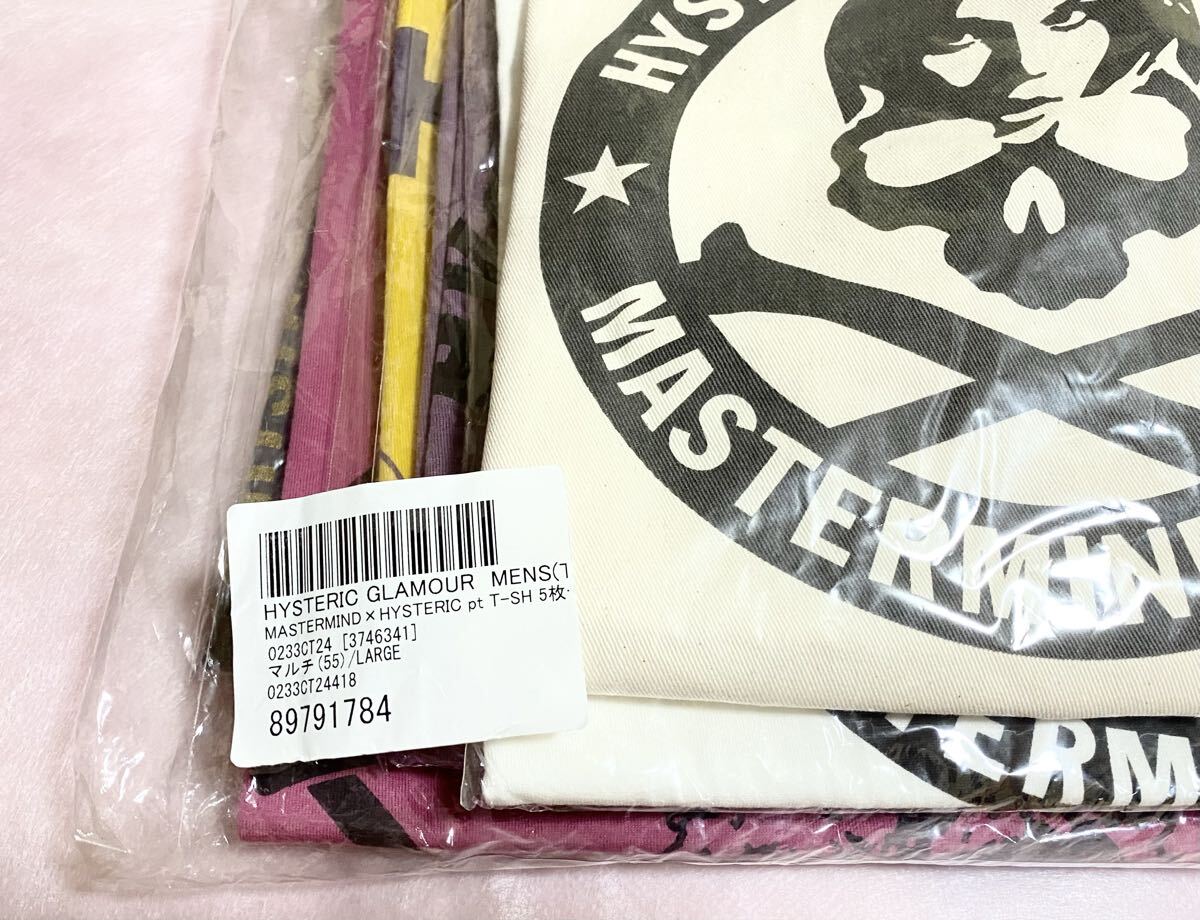 HYS
★
MASTERMIN
HYSTERIC GLAMOUR MENS(T
MASTERMIND×HYSTERIC pt T-SH 5枚
0233CT24 [3746341]
マルチ(55)/LARGE
0233CT24418
89791784
ERM